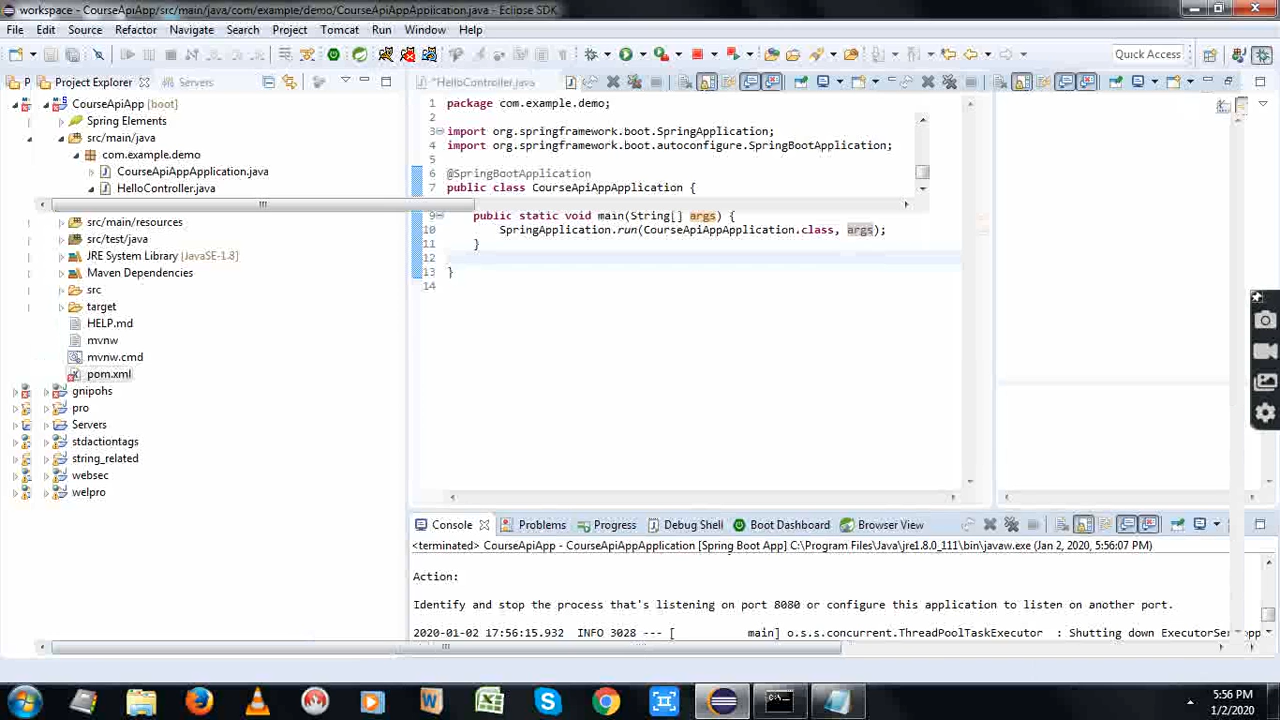 workspace - CourseApiApp/src/main/java/com/example/demo/CourseApiAppApplication.java - Eclipse SDK
File Edit Source Refactor Navigate Search Project Tomcat Run Window Help
Quick Access
P Project Explorer Servers
*HelloController.java
CourseApiApp [boot]
Spring Elements
src/main/java
com.example.demo
CourseApiAppApplication.java
HelloController.java
src/main/resources
src/test/java
JRE System Library [JavaSE-1.8]
Maven Dependencies
src
target
HELP.md
mvnw
mvnw.cmd
pom.xml
gnipohs
pro
Servers
stdactiontags
string_related
websec
welpro
1 package com.example.demo;
2
3 import org.springframework.boot.SpringApplication;
4 import org.springframework.boot.autoconfigure.SpringBootApplication;
5
6 @SpringBootApplication
7 public class CourseApiAppApplication {
9 public static void main(String[] args) {
10 SpringApplication.run(CourseApiAppApplication.class, args);
11 }
12
13 }
14
Console Problems Progress Debug Shell Boot Dashboard Browser View
<terminated> CourseApiApp - CourseApiAppApplication [Spring Boot App] C:\Program Files\Java\jre1.8.0_111\bin\javaw.exe (Jan 2, 2020, 5:56:07 PM)
Action:
Identify and stop the process that's listening on port 8080 or configure this application to listen on another port.
2020-01-02 17:56:15.932 INFO 3028 --- [ main] o.s.s.concurrent.ThreadPoolTaskExecutor : Shutting down
5:56 PM
1/2/2020